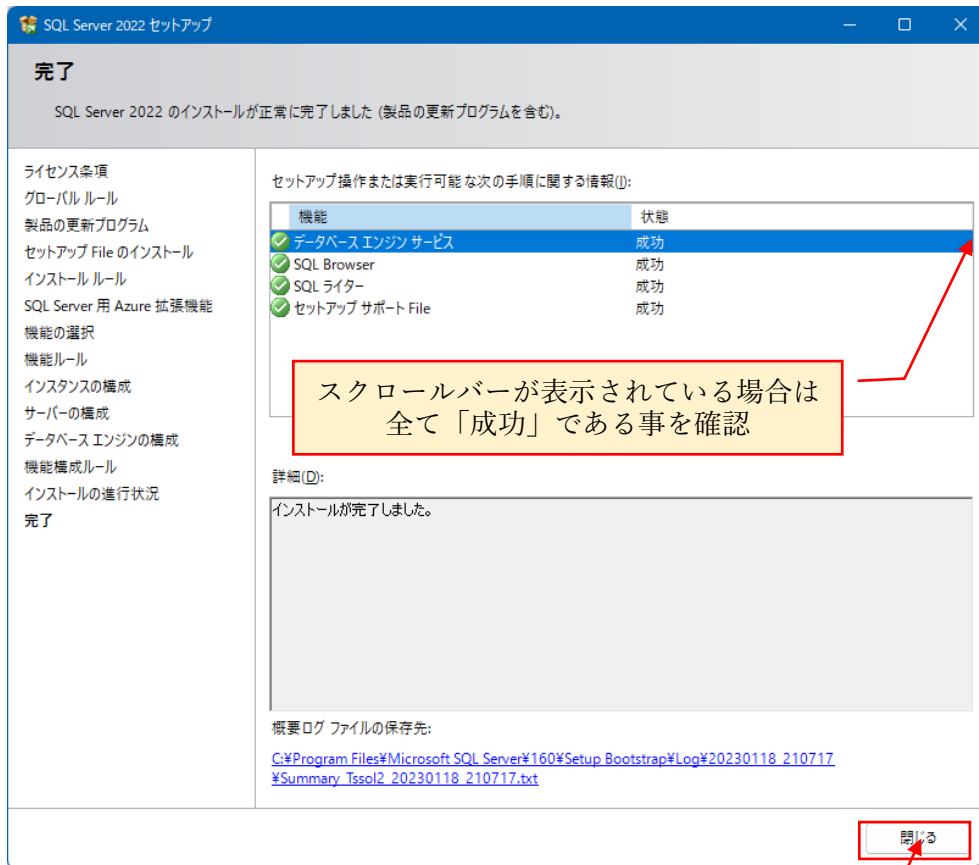 SQL Server 2022 セットアップ
完了
SQL Server 2022 のインストールが正常に完了しました (製品の更新プログラムを含む)。
ライセンス条項
グローバル ルール
製品の更新プログラム
セットアップ File のインストール
インストール ルール
SQL Server 用 Azure 拡張機能
機能の選択
機能ルール
インスタンスの構成
サーバーの構成
データベース エンジンの構成
機能構成ルール
インストールの進行状況
完了
セットアップ操作または実行可能な次の手順に関する情報(I):
機能 状態
データベース エンジン サービス 成功
SQL Browser 成功
SQL ライター 成功
セットアップ サポート File 成功
スクロールバーが表示されている場合は
全て「成功」である事を確認
詳細(D):
インストールが完了しました。
概要ログ ファイルの保存先:
C:¥Program Files¥Microsoft SQL Server¥160¥Setup Bootstrap¥Log¥20230118_210717
¥Summary_Tssol2_20230118_210717.txt
閉じる